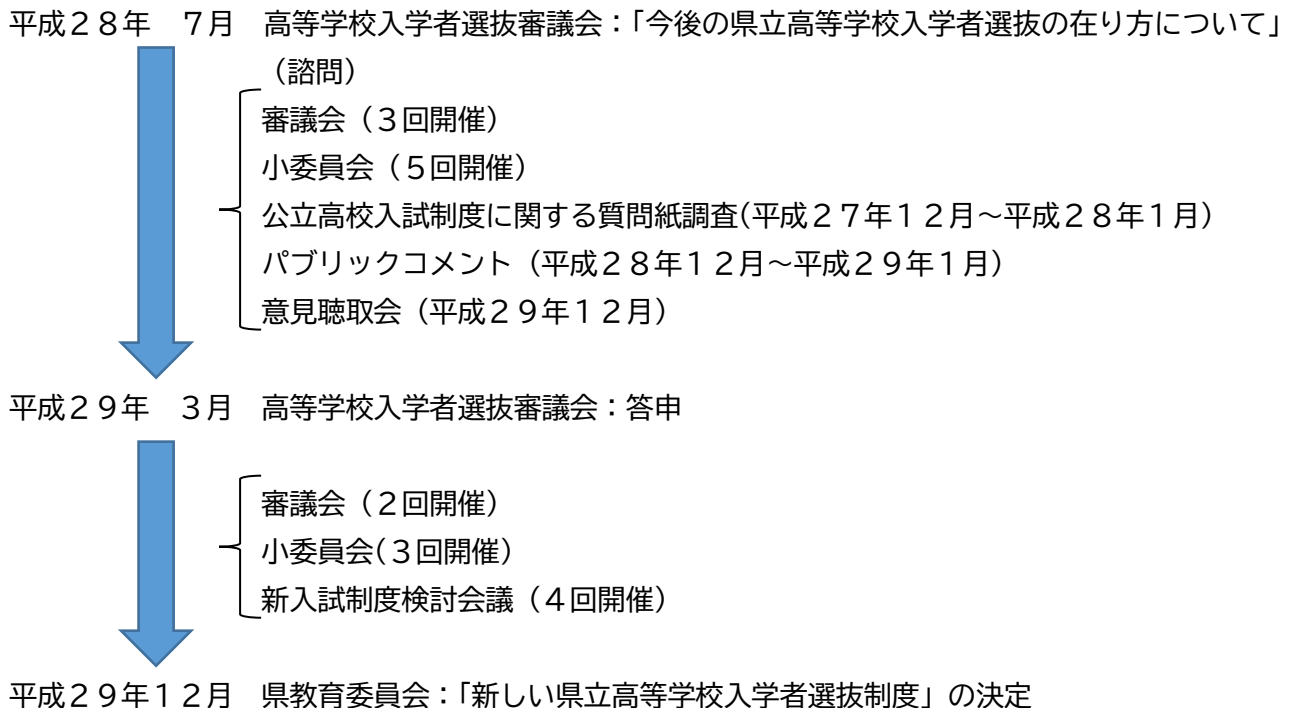 平成28年　7月　高等学校入学者選抜審議会：「今後の県立高等学校入学者選抜の在り方について」
（諮問）
審議会（3回開催）
小委員会（5回開催）
公立高校入試制度に関する質問紙調査(平成27年12月～平成28年1月）
パブリックコメント（平成28年12月～平成29年1月）
意見聴取会（平成29年12月）
平成29年　3月　高等学校入学者選抜審議会：答申
審議会（2回開催）
小委員会(3回開催）
新入試制度検討会議（4回開催）
平成29年12月　県教育委員会：「新しい県立高等学校入学者選抜制度」の決定